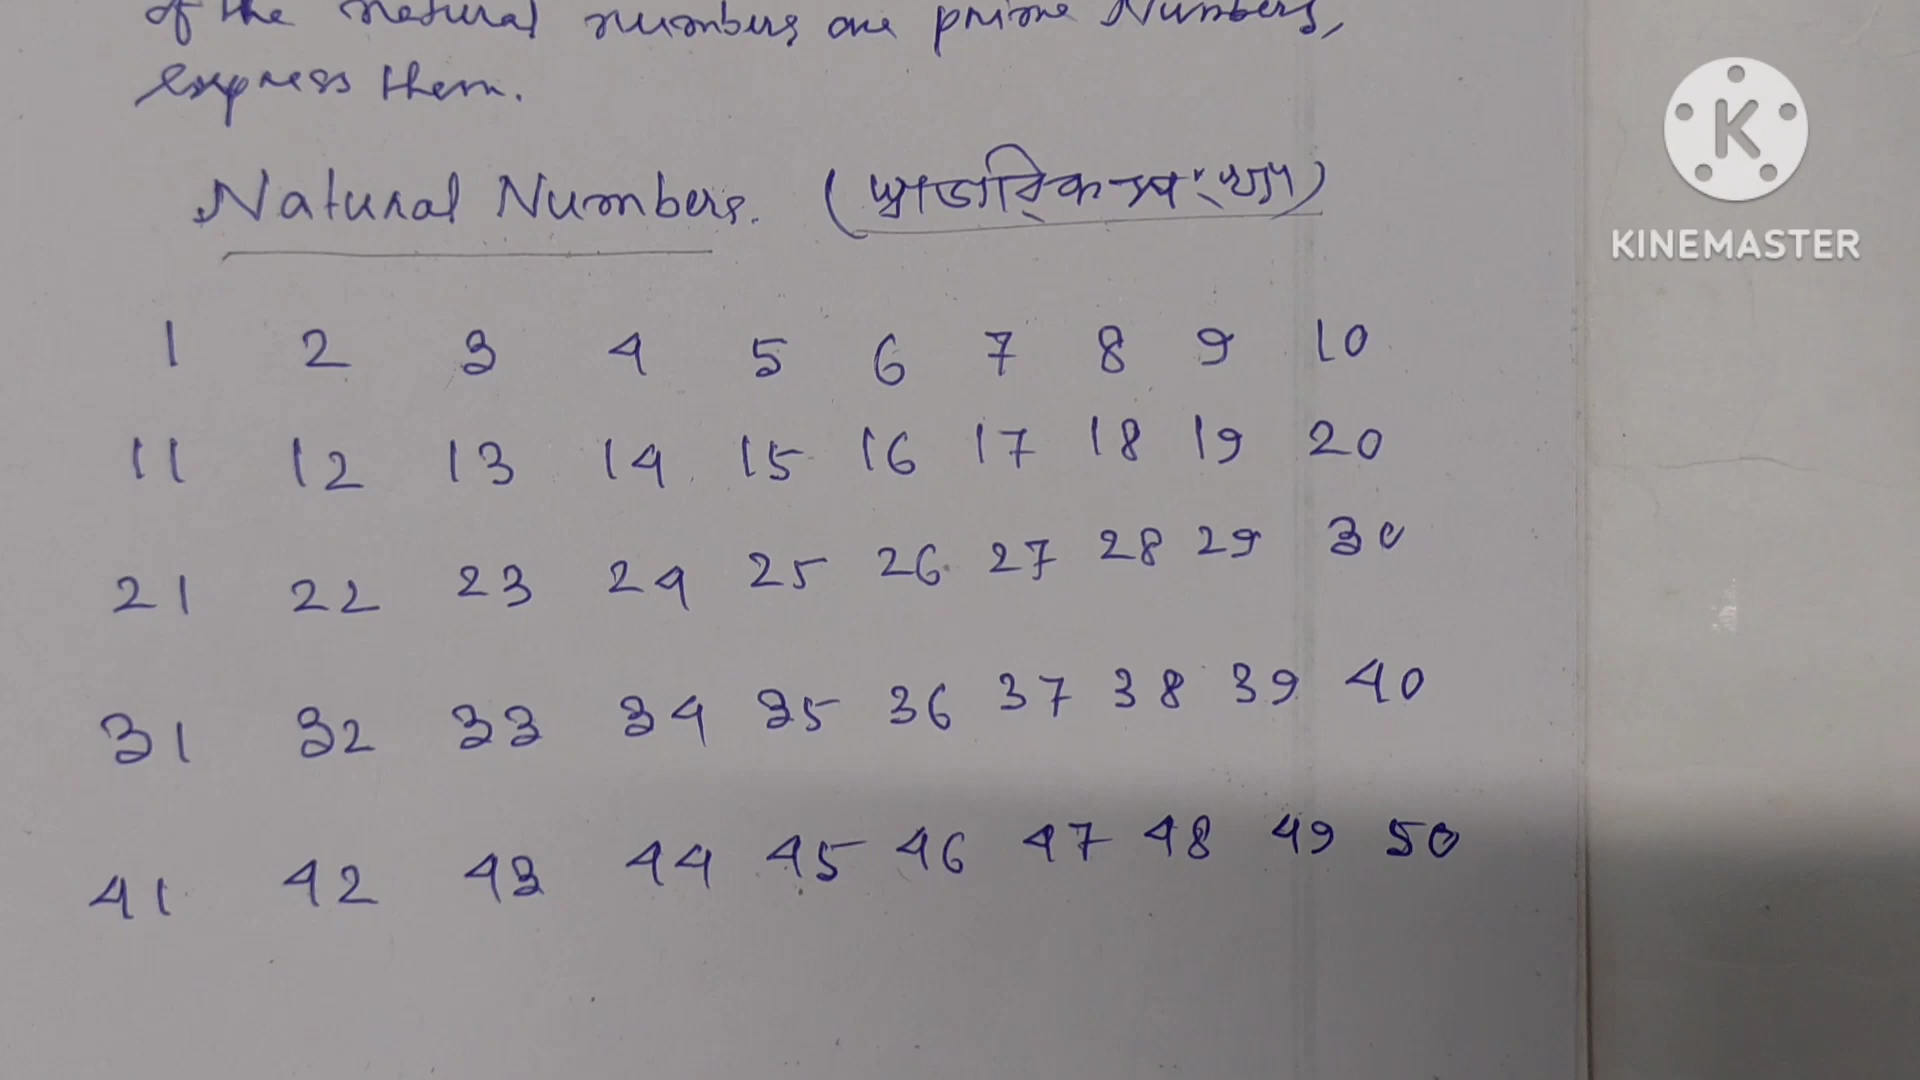 of the natural numbers are prime Numbers,
express them.
Natural Numbers. (স্বাভাবিক সংখ্যা)
1 2 3 4 5 6 7 8 9 10
11 12 13 14 15 16 17 18 19 20
21 22 23 24 25 26 27 28 29 30
31 32 33 34 35 36 37 38 39 40
41 42 43 44 45 46 47 48 49 50
K
KINEMASTER